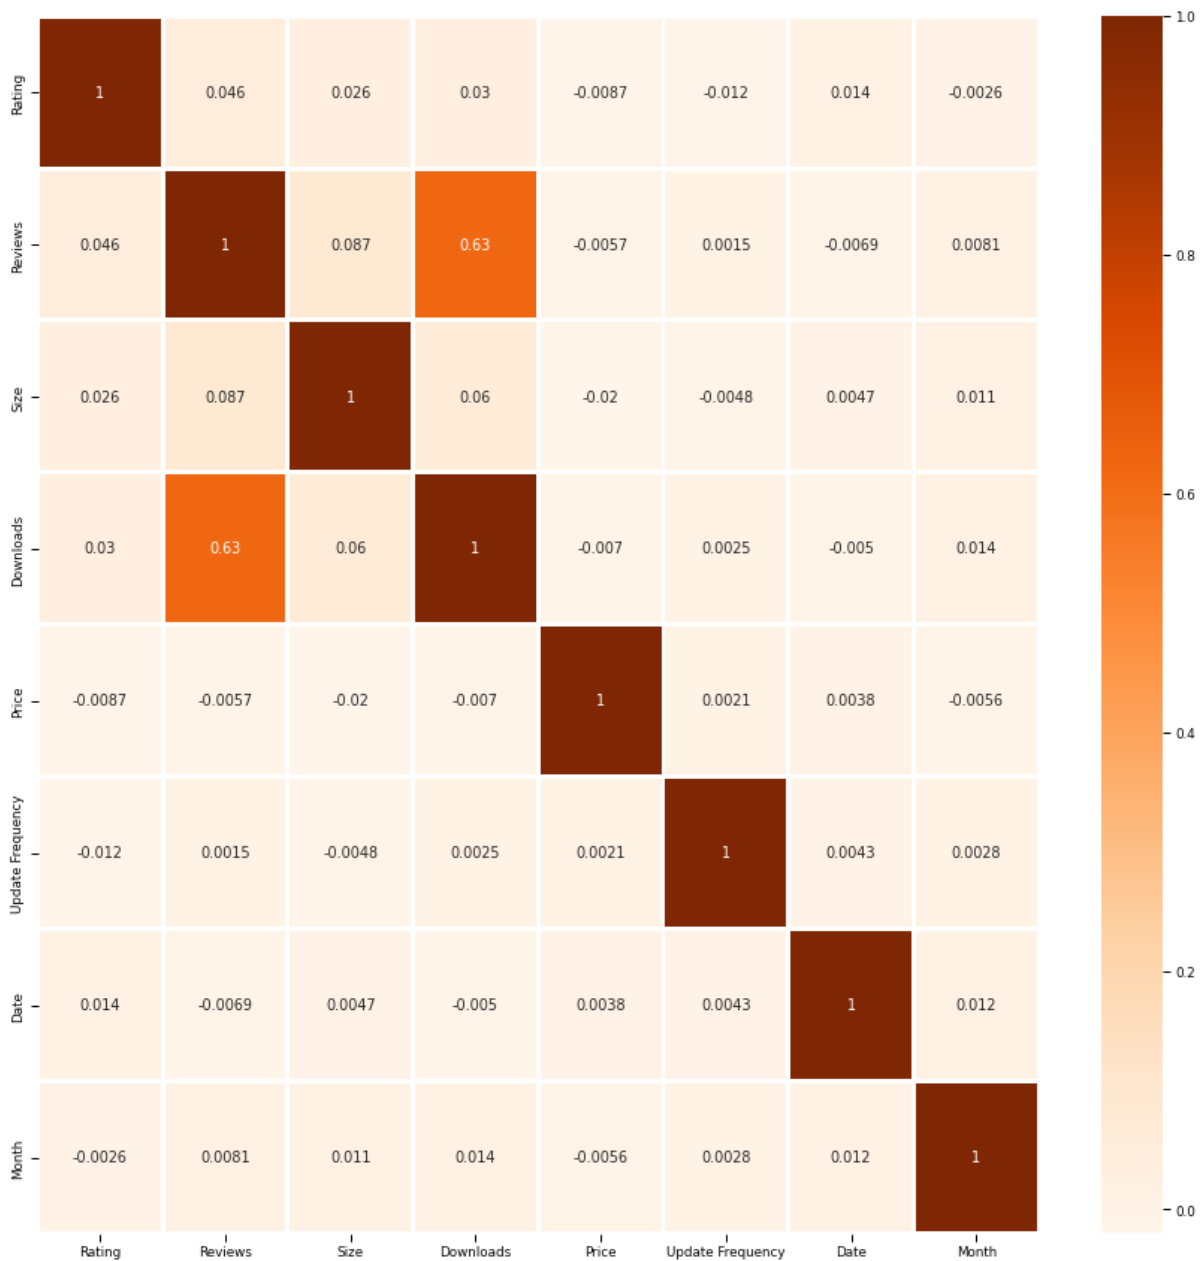 1.0
Rating 1 0.046 0.026 0.03 -0.0087 -0.012 0.014 -0.0026
Reviews 0.046 1 0.087 0.63 -0.0057 0.0015 -0.0069 0.0081
0.8
Size 0.026 0.087 1 0.06 -0.02 -0.0048 0.0047 0.011
0.6
Downloads 0.03 0.63 0.06 1 -0.007 0.0025 -0.005 0.014
Price -0.0087 -0.0057 -0.02 -0.007 1 0.0021 0.0038 -0.0056
0.4
Update Frequency -0.012 0.0015 -0.0048 0.0025 0.0021 1 0.0043 0.0028
0.2
Date 0.014 -0.0069 0.0047 -0.005 0.0038 0.0043 1 0.012
Month -0.0026 0.0081 0.011 0.014 -0.0056 0.0028 0.012 1
0.0
Rating Reviews Size Downloads Price Update Frequency Date Month